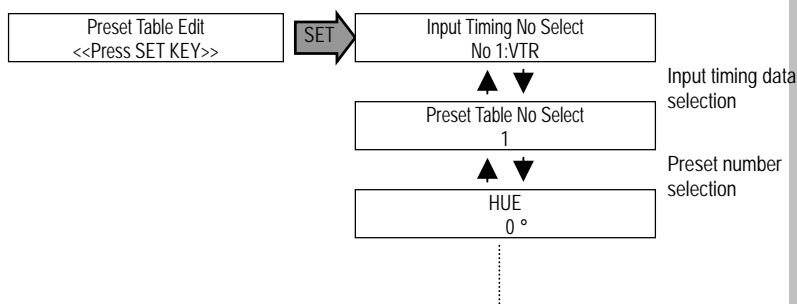 Preset Table Edit
<<Press SET KEY>>
SET
Input Timing No Select
No 1:VTR
Input timing data
selection
Preset Table No Select
1
Preset number
selection
HUE
0 °